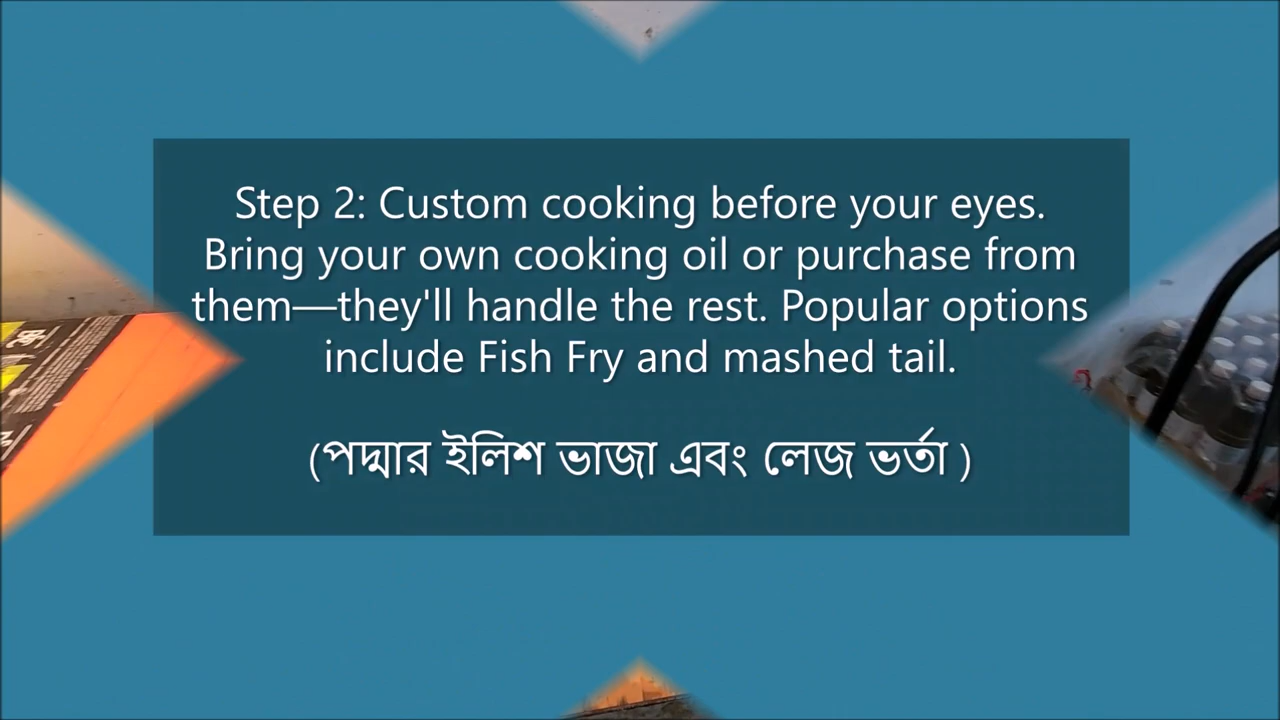 Step 2: Custom cooking before your eyes.
Bring your own cooking oil or purchase from
them—they'll handle the rest. Popular options
include Fish Fry and mashed tail.
(পদ্মার ইলিশ ভাজা এবং লেজ ভর্তা )